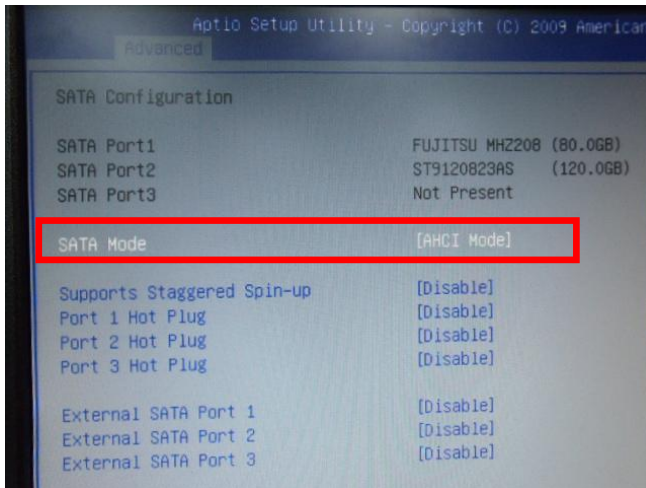 Aptio Setup Utility - Copyright (C) 2009 American
Advanced
SATA Configuration
SATA Port1 FUJITSU MHZ208 (80.0GB)
SATA Port2 ST9120823AS (120.0GB)
SATA Port3 Not Present
SATA Mode [AHCI Mode]
Supports Staggered Spin-up [Disable]
Port 1 Hot Plug [Disable]
Port 2 Hot Plug [Disable]
Port 3 Hot Plug [Disable]
External SATA Port 1 [Disable]
External SATA Port 2 [Disable]
External SATA Port 3 [Disable]